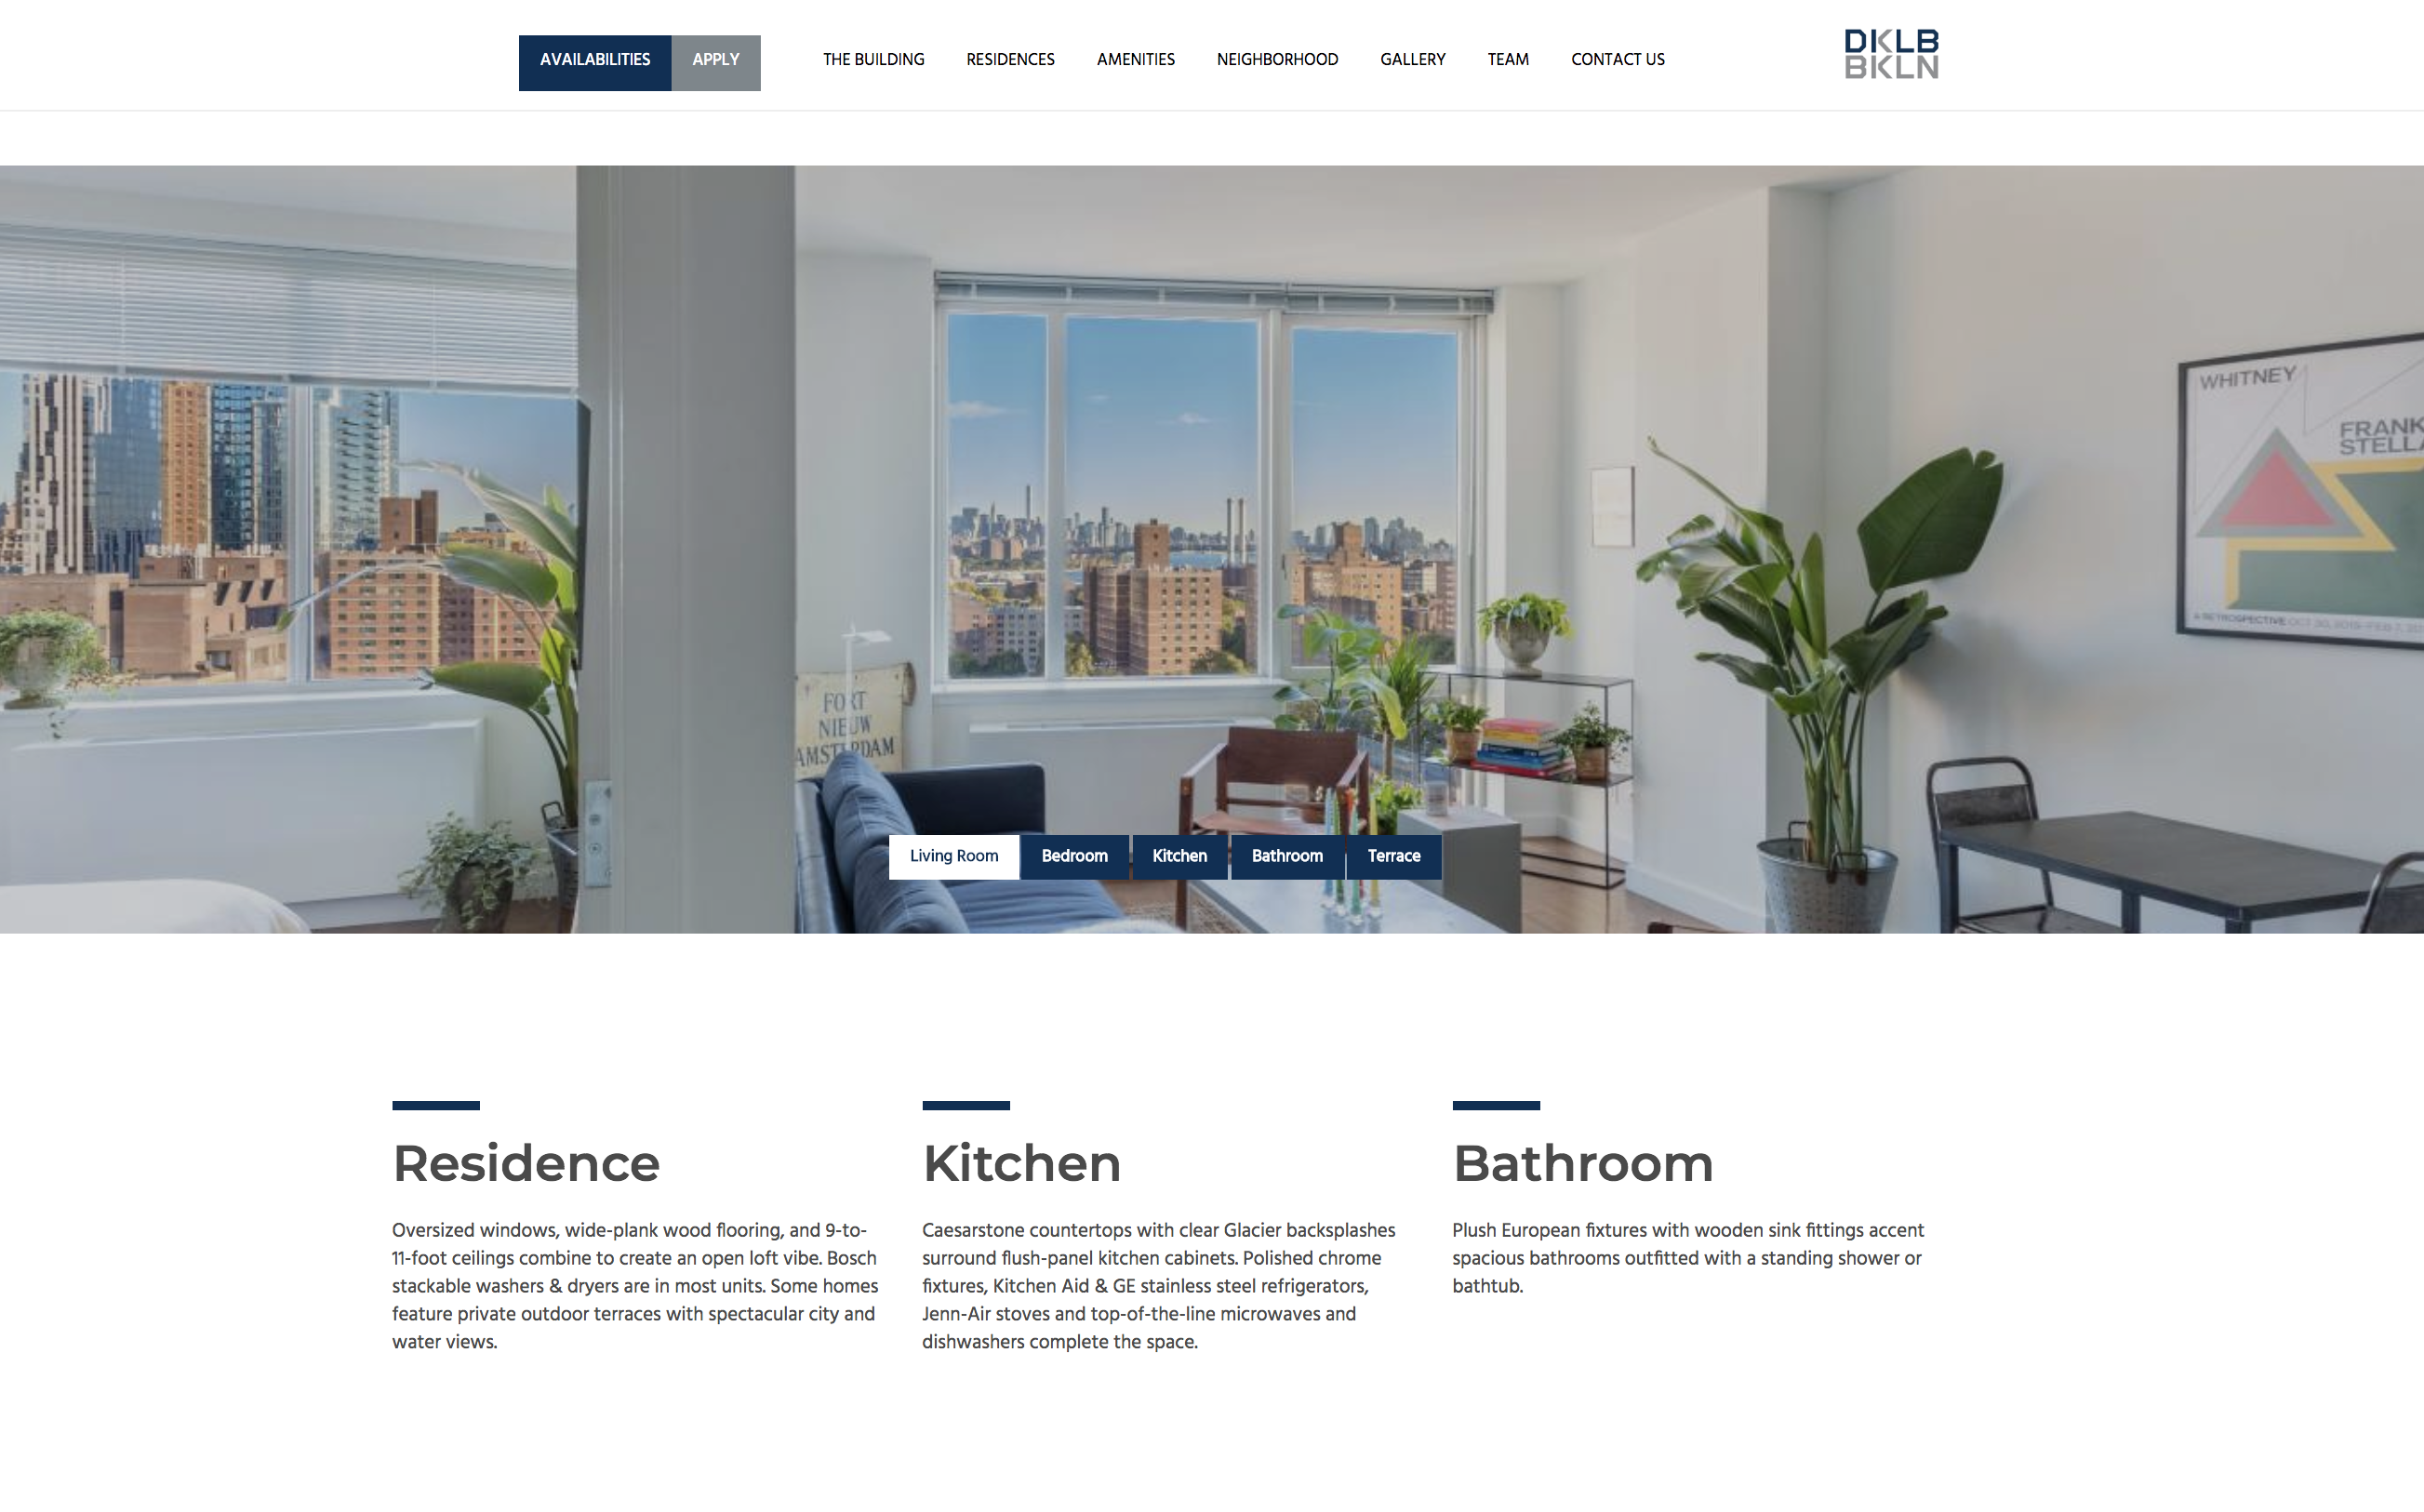 AVAILABILITIES
APPLY
THE BUILDING
RESIDENCES
AMENITIES
NEIGHBORHOOD
GALLERY
TEAM
CONTACT US
DKLB
BKLN
WHITNEY
FRANK
STELLA
A RETROSPECTIVE OCT 30, 2015–FEB 7,
FORT
NIEUW
AMSTERDAM
Living Room
Bedroom
Kitchen
Bathroom
Terrace
Residence
Oversized windows, wide-plank wood flooring, and 9-to-
11-foot ceilings combine to create an open loft vibe. Bosch
stackable washers & dryers are in most units. Some homes
feature private outdoor terraces with spectacular city and
water views.
Kitchen
Caesarstone countertops with clear Glacier backsplashes
surround flush-panel kitchen cabinets. Polished chrome
fixtures, Kitchen Aid & GE stainless steel refrigerators,
Jenn-Air stoves and top-of-the-line microwaves and
dishwashers complete the space.
Bathroom
Plush European fixtures with wooden sink fittings accent
spacious bathrooms outfitted with a standing shower or
bathtub.